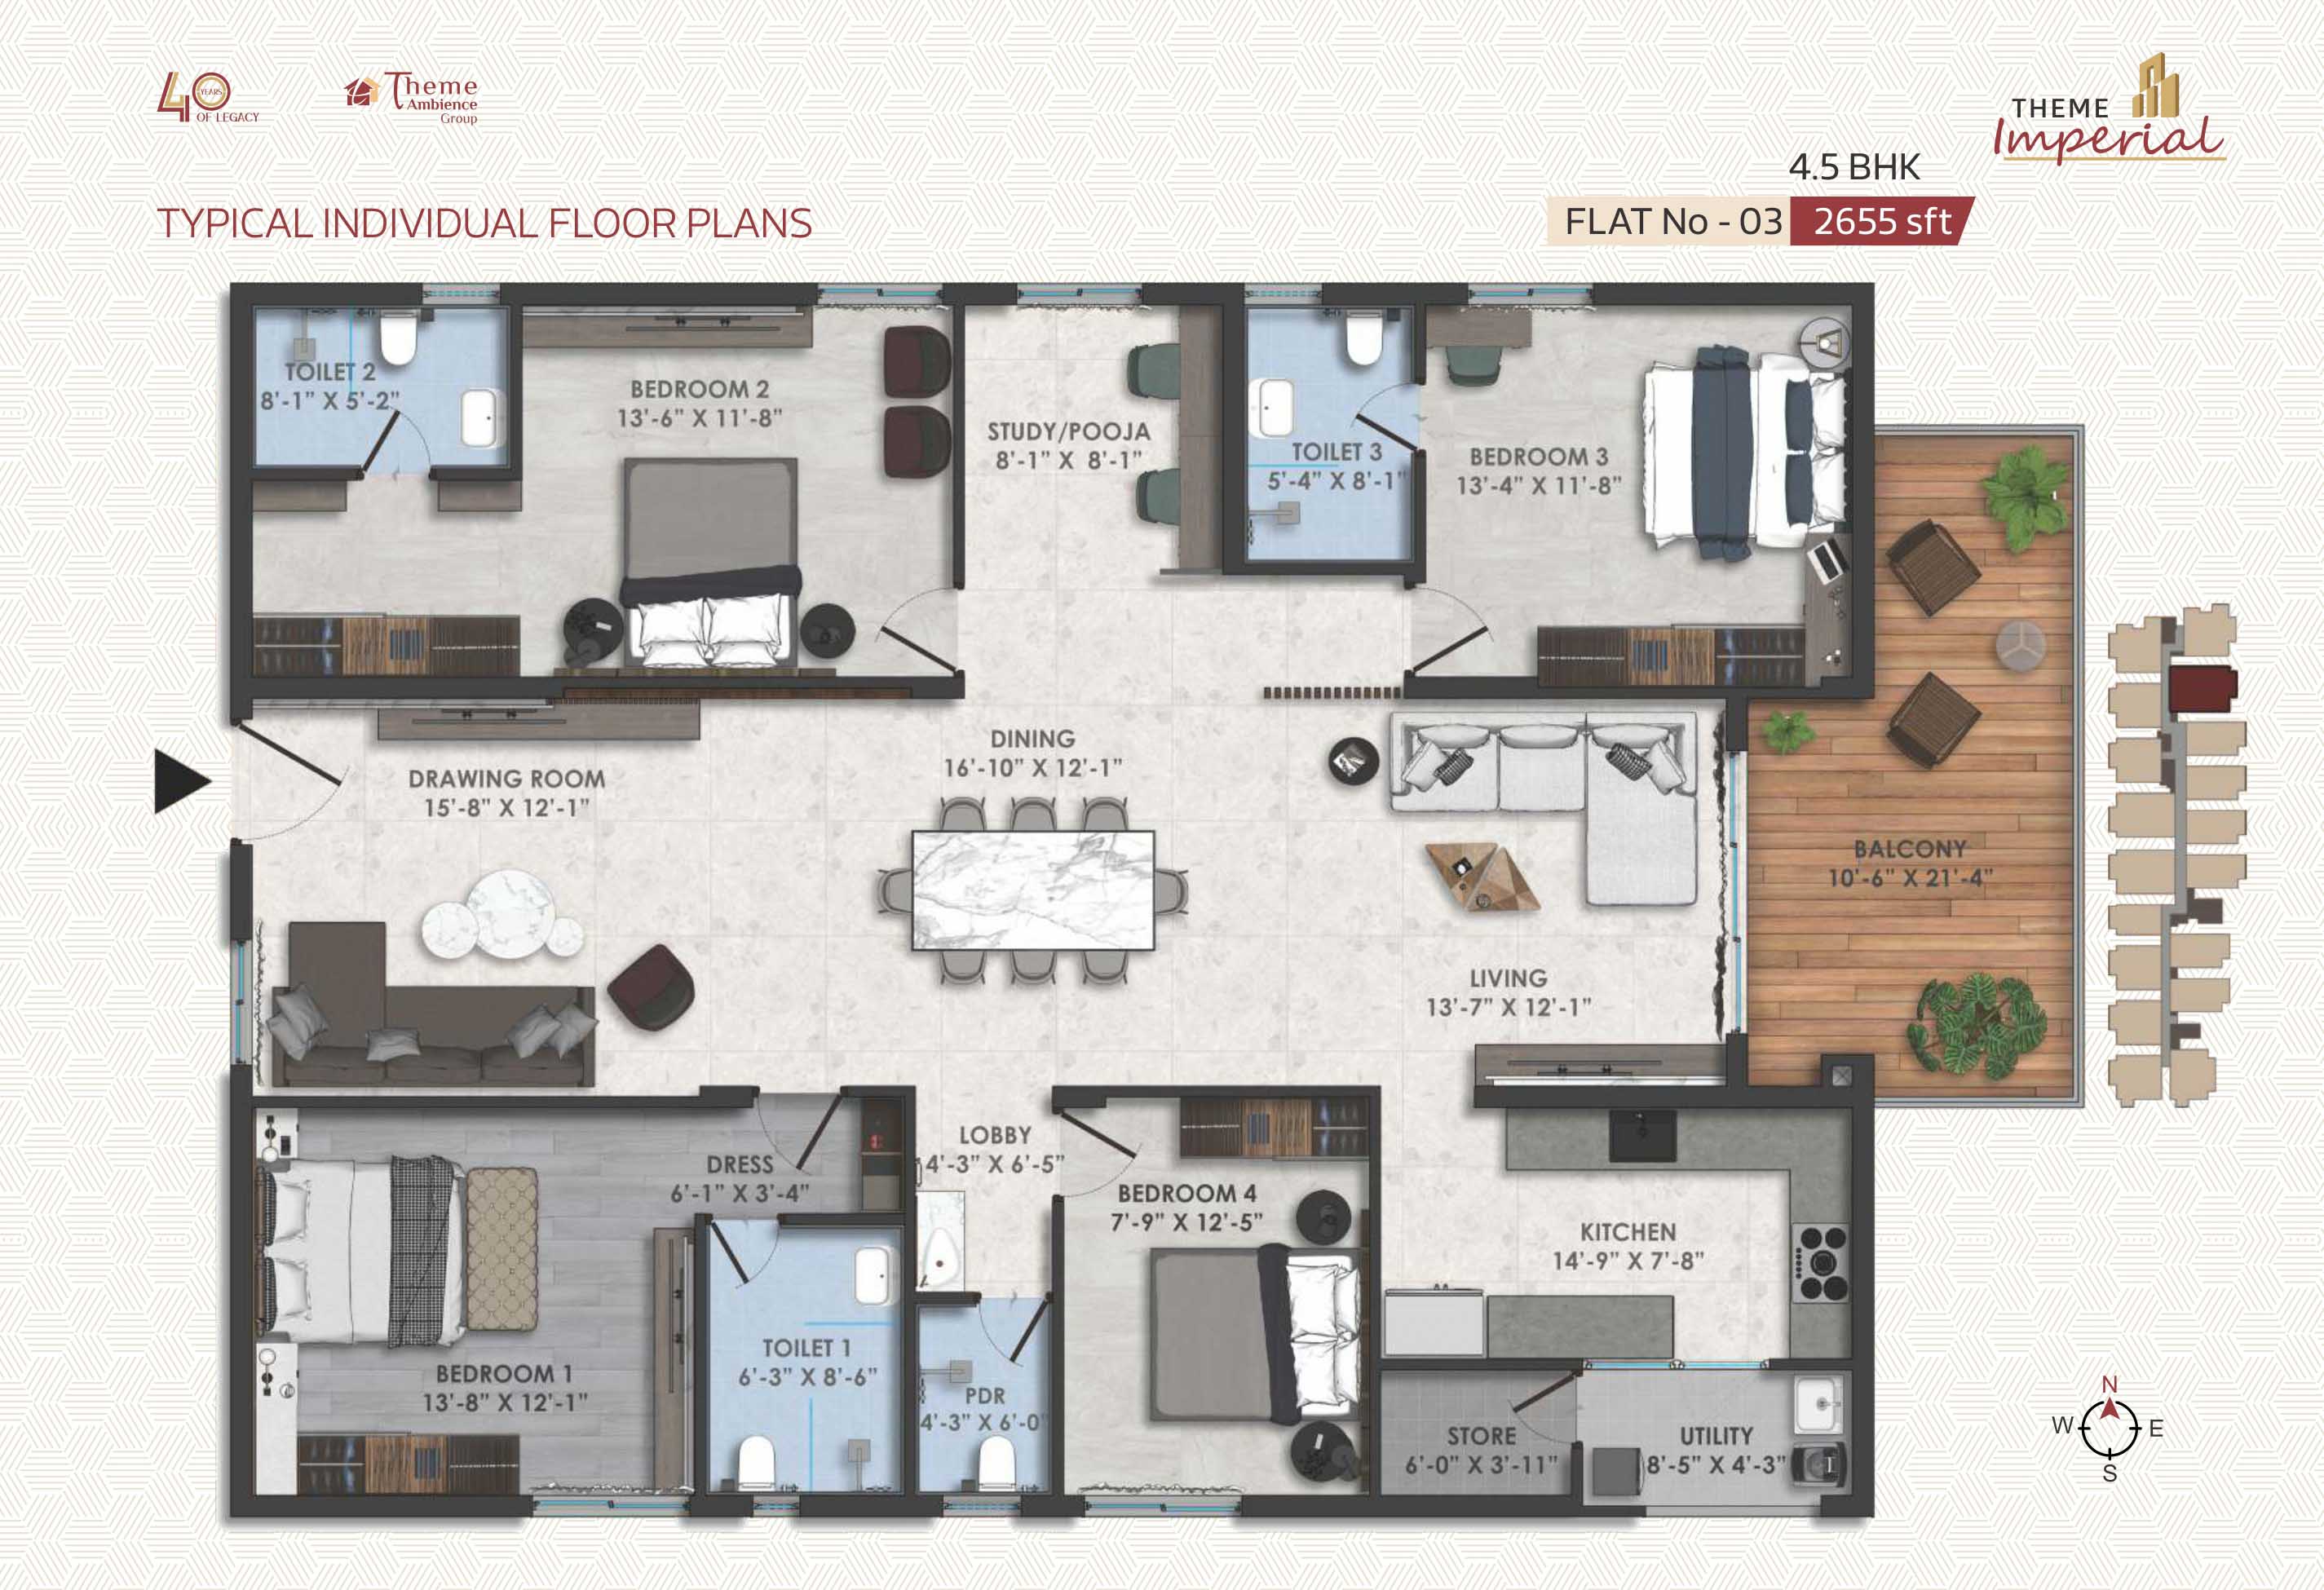 40 YEARS
OF LEGACY
Theme
Ambience
Group
THEME
Imperial
4.5 BHK
TYPICAL INDIVIDUAL FLOOR PLANS
FLAT No - 03
2655 sft
TOILET 2
8'-1" X 5'-2"
BEDROOM 2
13'-6" X 11'-8"
STUDY/POOJA
8'-1" X 8'-1"
TOILET 3
5'-4" X 8'-1"
BEDROOM 3
13'-4" X 11'-8"
DRAWING ROOM
15'-8" X 12'-1"
DINING
16'-10" X 12'-1"
BALCONY
10'-6" X 21'-4"
LIVING
13'-7" X 12'-1"
DRESS
6'-1" X 3'-4"
LOBBY
4'-3" X 6'-5"
BEDROOM 4
7'-9" X 12'-5"
KITCHEN
14'-9" X 7'-8"
BEDROOM 1
13'-8" X 12'-1"
TOILET 1
6'-3" X 8'-6"
PDR
4'-3" X 6'-0"
STORE
6'-0" X 3'-11"
UTILITY
8'-5" X 4'-3"
N
W E
S